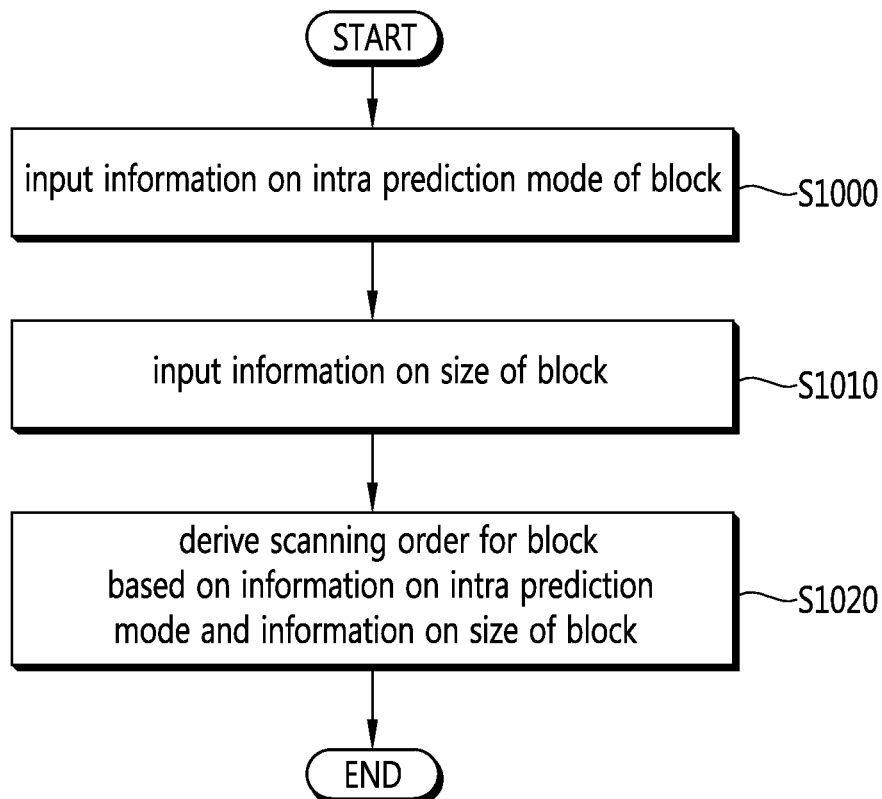 START
input information on intra prediction mode of block
S1000
input information on size of block
S1010
derive scanning order for block
based on information on intra prediction
mode and information on size of block
S1020
END